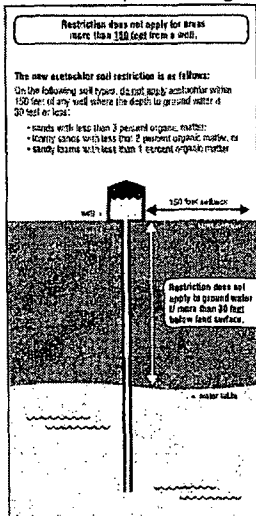 Restriction does not apply for areas
more than 150 feet from a well.
The new acetochlor soil restriction is as follows:
On the following soil types, do not apply acetochlor within
150 feet of any well where the depth to ground water is
30 feet or less:
• sands with less than 3 percent organic matter;
• loamy sands with less than 2 percent organic matter; or
• sandy loams with less than 1 percent organic matter
150 foot setback
well
Restriction does not
apply to ground water
if more than 30 feet
below land surface.
water table